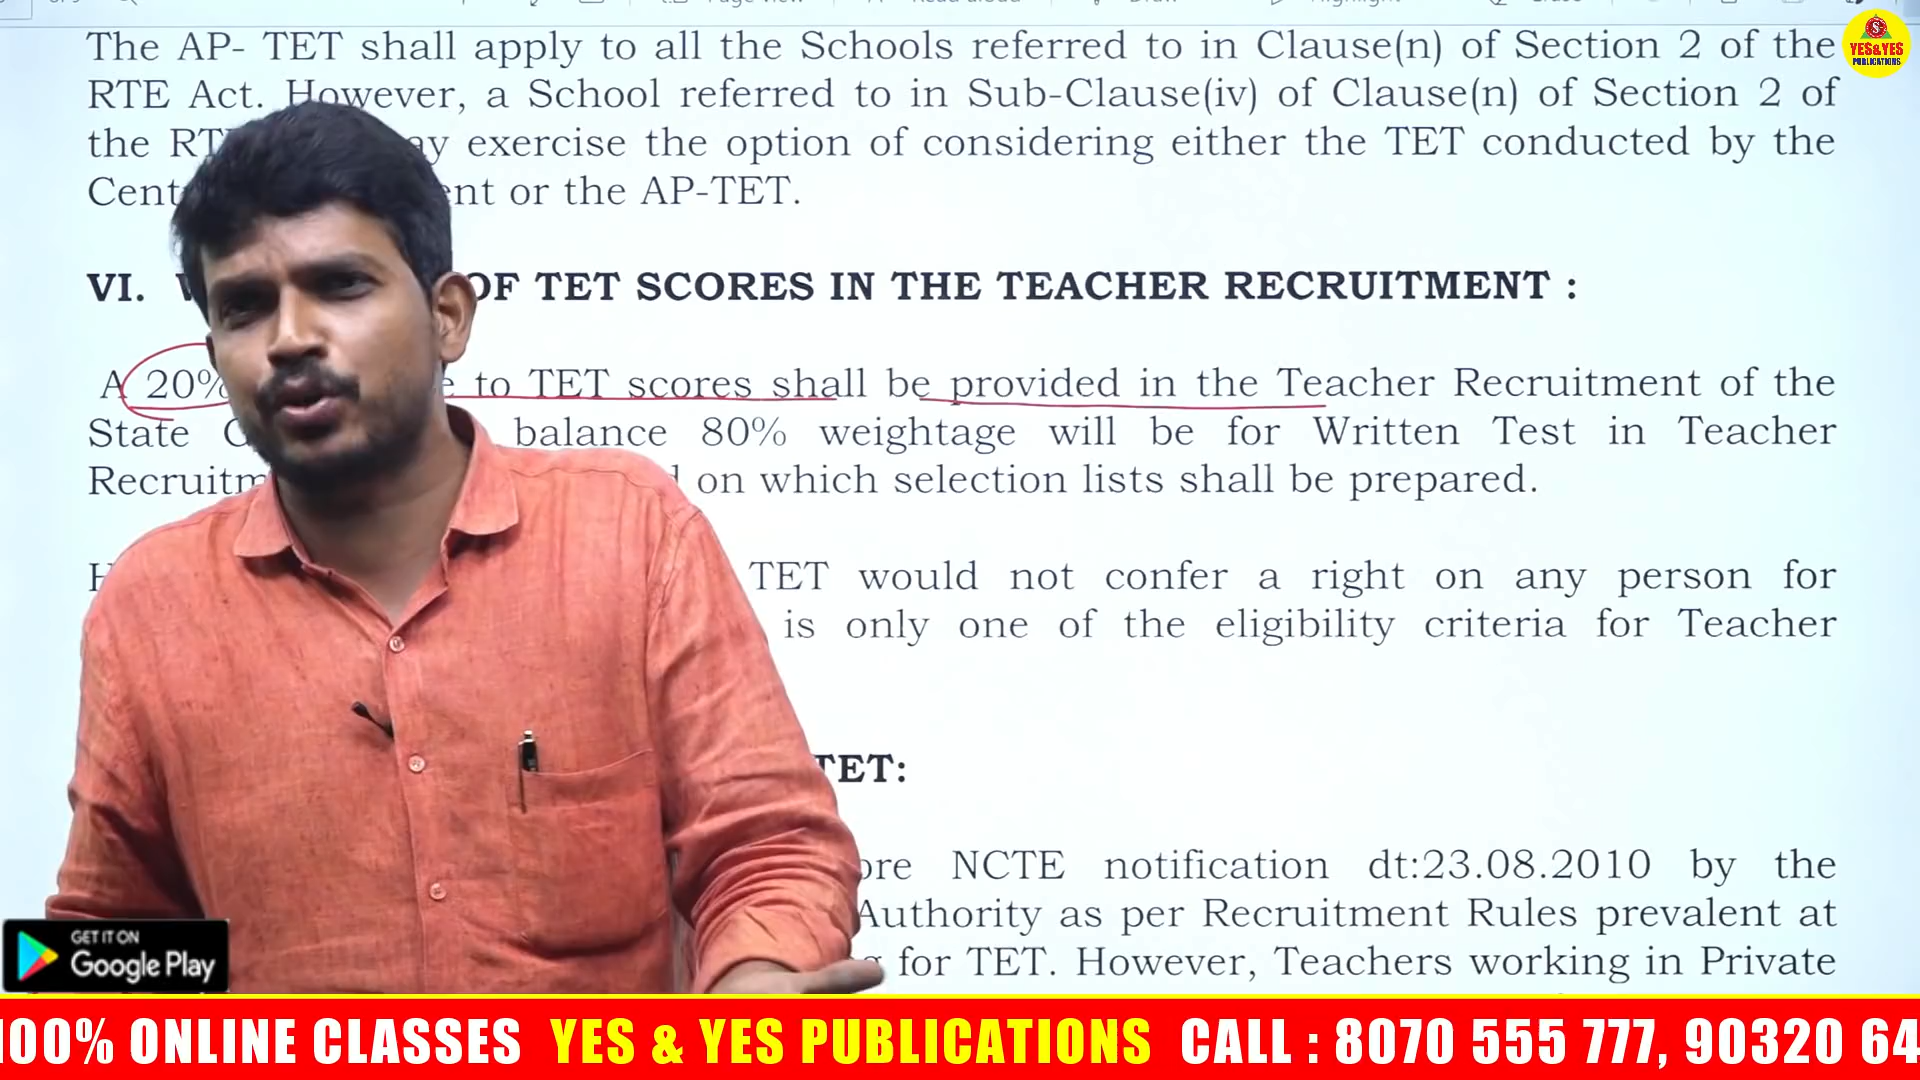 The AP- TET shall apply to all the Schools referred to in Clause(n) of Section 2 of the
RTE Act. However, a School referred to in Sub-Clause(iv) of Clause(n) of Section 2 of
the exercise the option of considering either the TET conducted by the
or the AP-TET.
VI. OF TET SCORES IN THE TEACHER RECRUITMENT :
A 20% to TET scores shall be provided in the Teacher Recruitment of the
State balance 80% weightage will be for Written Test in Teacher
on which selection lists shall be prepared.
TET would not confer a right on any person for
is only one of the eligibility criteria for Teacher
TET:
NCTE notification dt:23.08.2010 by the
Authority as per Recruitment Rules prevalent at
for TET. However, Teachers working in Private
YES&YES
PUBLICATIONS
GET IT ON
Google Play
100% ONLINE CLASSES YES & YES PUBLICATIONS CALL : 8070 555 777, 90320 64